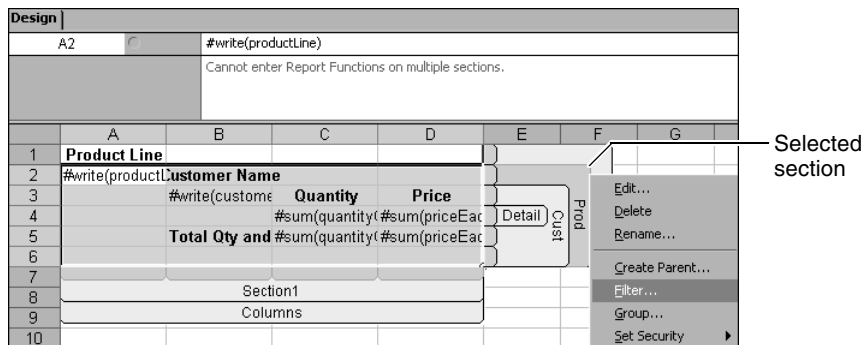 Design
A2 #write(productLine)
Cannot enter Report Functions on multiple sections.
A B C D E F G
1 Product Line
2 #write(productL Customer Name
3 #write(custome Quantity Price
4 #sum(quantity( #sum(priceEac Detail
5 Total Qty and #sum(quantity( #sum(priceEac
6
7
8 Section1
9 Columns
10
Cust
Prod
Selected
section
Edit...
Delete
Rename...
Create Parent...
Filter...
Group...
Set Security